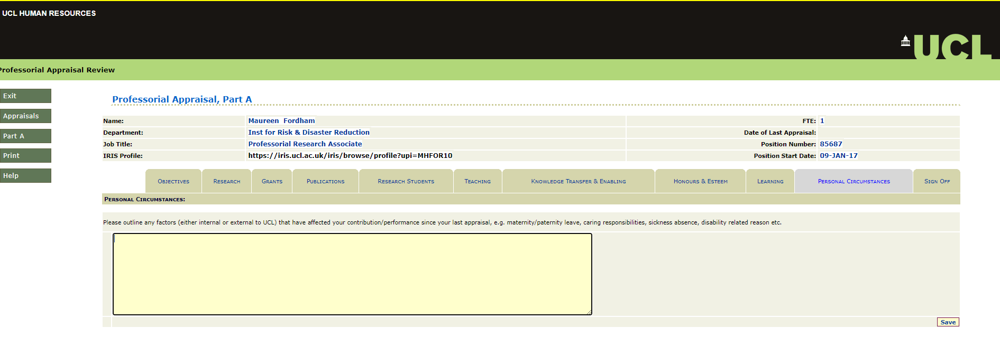 UCL HUMAN RESOURCES
UCL
Professorial Appraisal Review
Exit
Appraisals
Part A
Print
Help
Professorial Appraisal, Part A
Name: Maureen Fordham FTE: 1
Department: Inst for Risk & Disaster Reduction Date of Last Appraisal:
Job Title: Professorial Research Associate Position Number: 85687
IRIS Profile: https://iris.ucl.ac.uk/iris/browse/profile?upi=MHFOR10 Position Start Date: 09-JAN-17
Objectives Research Grants Publications Research Students Teaching Knowledge Transfer & Enabling Honours & Esteem Learning Personal Circumstances Sign Off
Personal Circumstances:
Please outline any factors (either internal or external to UCL) that have affected your contribution/performance since your last appraisal, e.g. maternity/paternity leave, caring responsibilities, sickness absence, disability related reason etc.
Save